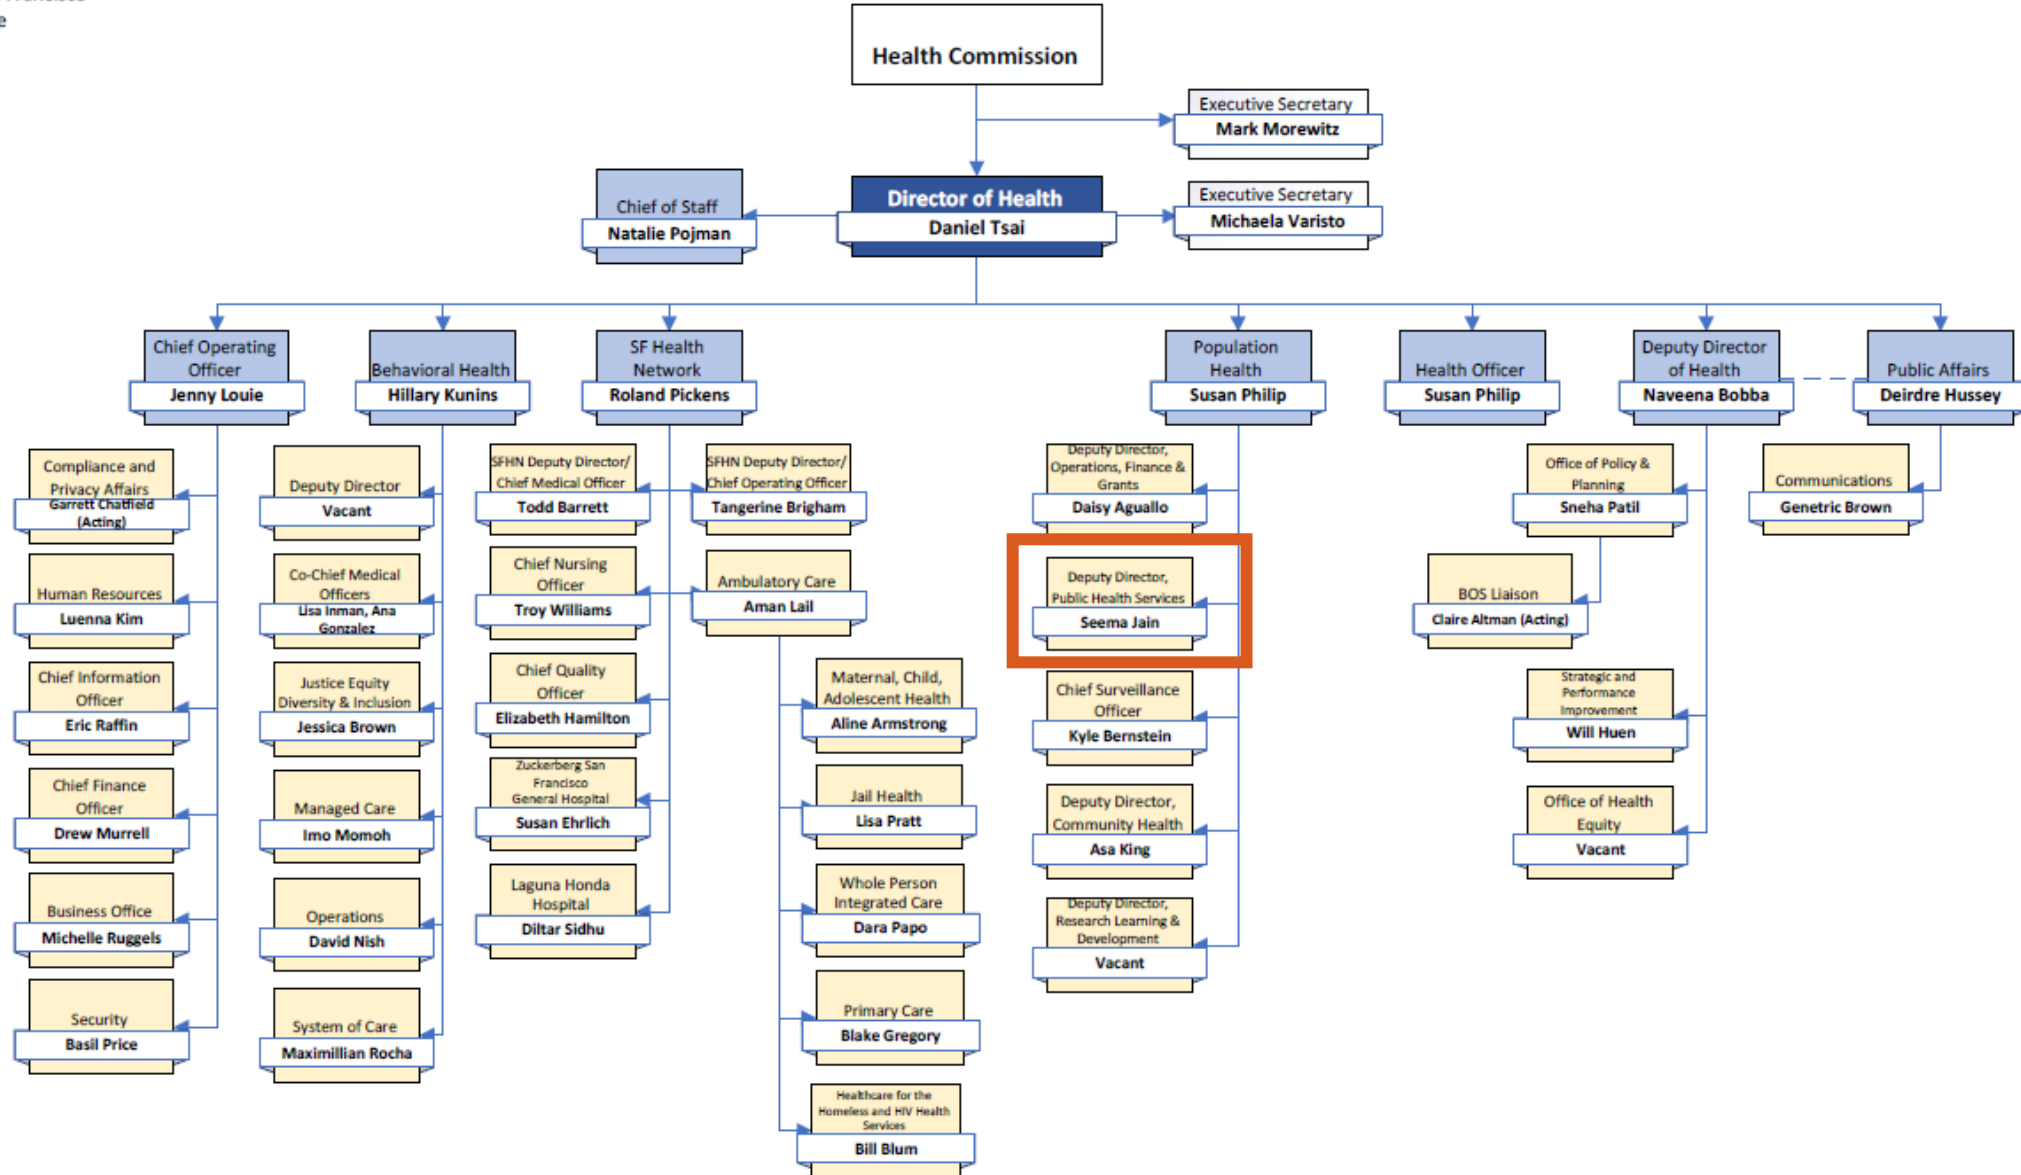 Health Commission
Executive Secretary
Mark Morewitz
Director of Health
Daniel Tsai
Chief of Staff
Natalie Pojman
Executive Secretary
Michaela Varisto
Chief Operating
Officer
Jenny Louie
Behavioral Health
Hillary Kunins
SF Health
Network
Roland Pickens
Population
Health
Susan Philip
Health Officer
Susan Philip
Deputy Director
of Health
Naveena Bobba
Public Affairs
Deirdre Hussey
Compliance and
Privacy Affairs
Garrett Chatfield
(Acting)
Human Resources
Luenna Kim
Chief Information
Officer
Eric Raffin
Chief Finance
Officer
Drew Murrell
Business Office
Michelle Ruggels
Security
Basil Price
Deputy Director
Vacant
Co-Chief Medical
Officers
Lisa Inman, Ana
Gonzalez
Justice Equity
Diversity & Inclusion
Jessica Brown
Managed Care
Imo Momoh
Operations
David Nish
System of Care
Maximillian Rocha
SFHN Deputy Director/
Chief Medical Officer
Todd Barrett
Chief Nursing
Officer
Troy Williams
Chief Quality
Officer
Elizabeth Hamilton
Zuckerberg San
Francisco
General Hospital
Susan Ehrlich
Laguna Honda
Hospital
Diltar Sidhu
SFHN Deputy Director/
Chief Operating Officer
Tangerine Brigham
Ambulatory Care
Aman Lail
Maternal, Child,
Adolescent Health
Aline Armstrong
Jail Health
Lisa Pratt
Whole Person
Integrated Care
Dara Papo
Primary Care
Blake Gregory
Healthcare for the
Homeless and HIV Health
Services
Bill Blum
Deputy Director,
Operations, Finance &
Grants
Daisy Aguallo
Deputy Director,
Public Health Services
Seema Jain
Chief Surveillance
Officer
Kyle Bernstein
Deputy Director,
Community Health
Asa King
Deputy Director,
Research Learning &
Development
Vacant
Office of Policy &
Planning
Sneha Patil
BOS Liaison
Claire Altman (Acting)
Strategic and
Performance
Improvement
Will Huen
Office of Health
Equity
Vacant
Communications
Genetric Brown